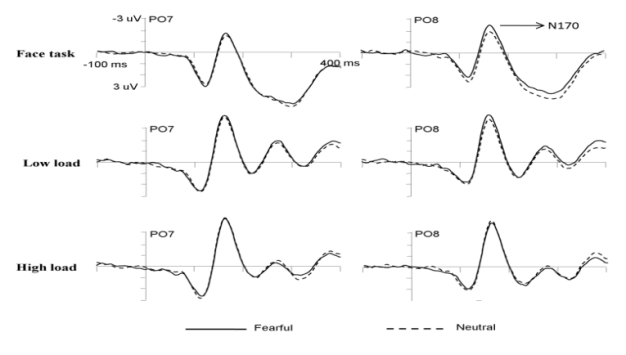 -3 uV PO7 PO8 N170
Face task
-100 ms 400 ms
3 uV
PO7 PO8
Low load
PO7 PO8
High load
Fearful Neutral